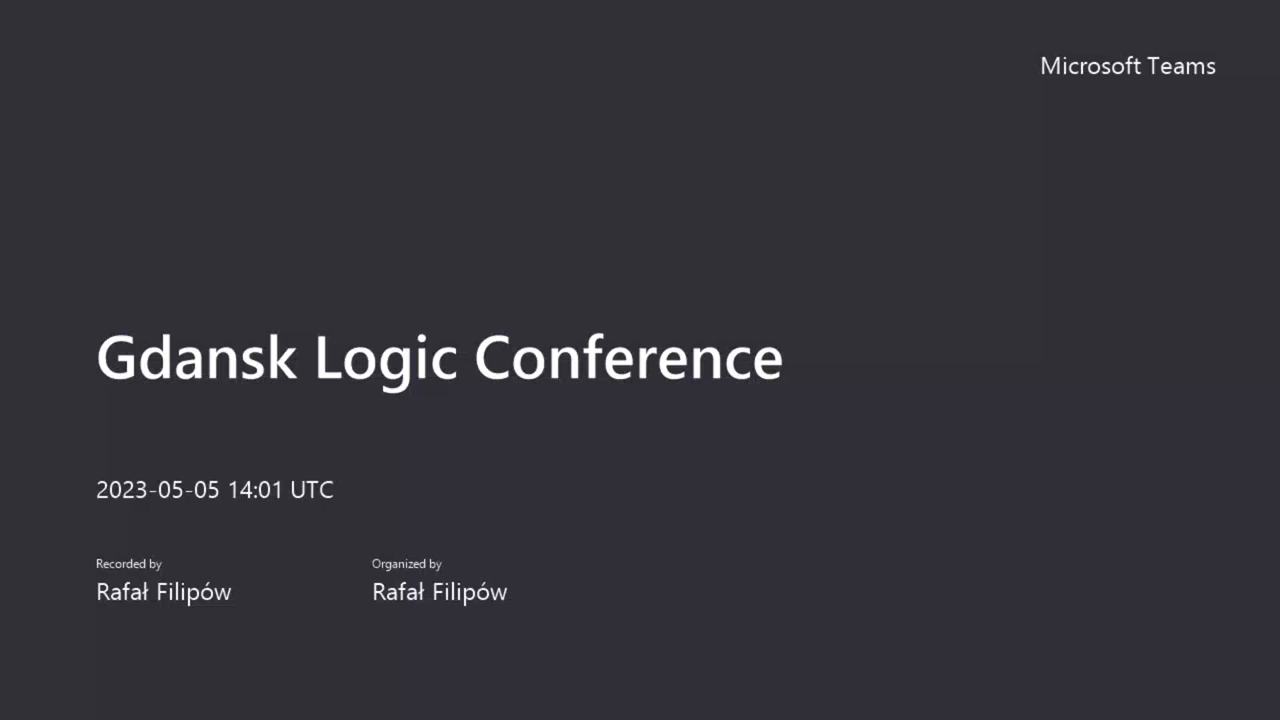 Microsoft Teams
Gdansk Logic Conference
2023-05-05 14:01 UTC
Recorded by
Rafał Filipów
Organized by
Rafał Filipów